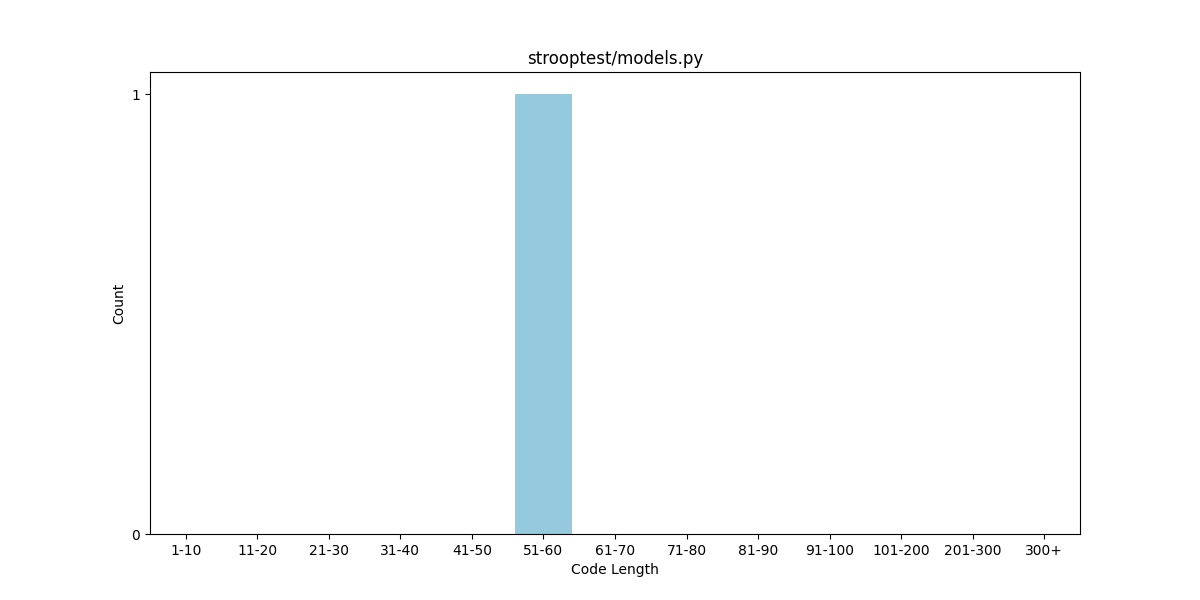 strooptest/models.py
1
Count
0
1-10 11-20 21-30 31-40 41-50 51-60 61-70 71-80 81-90 91-100 101-200 201-300 300+
Code Length